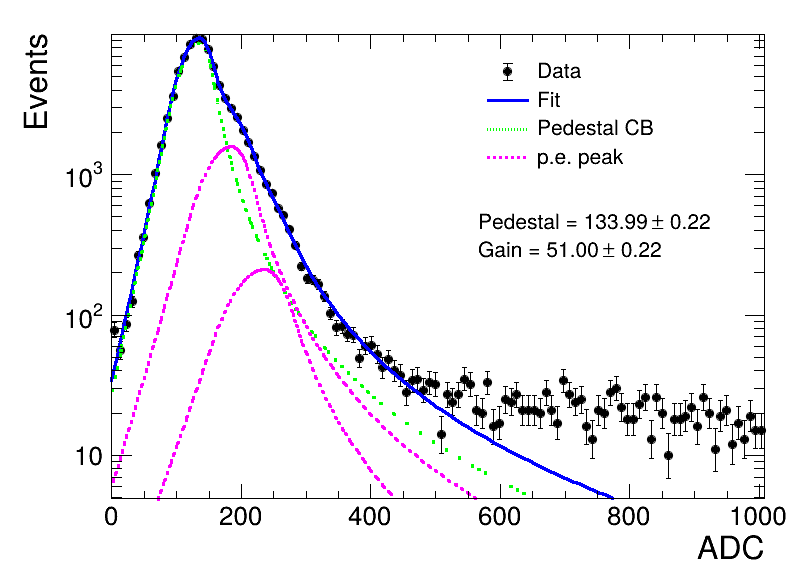 Events
Data
Fit
Pedestal CB
p.e. peak
Pedestal = 133.99 ± 0.22
Gain = 51.00 ± 0.22
10³
10²
10
0 200 400 600 800 1000
ADC